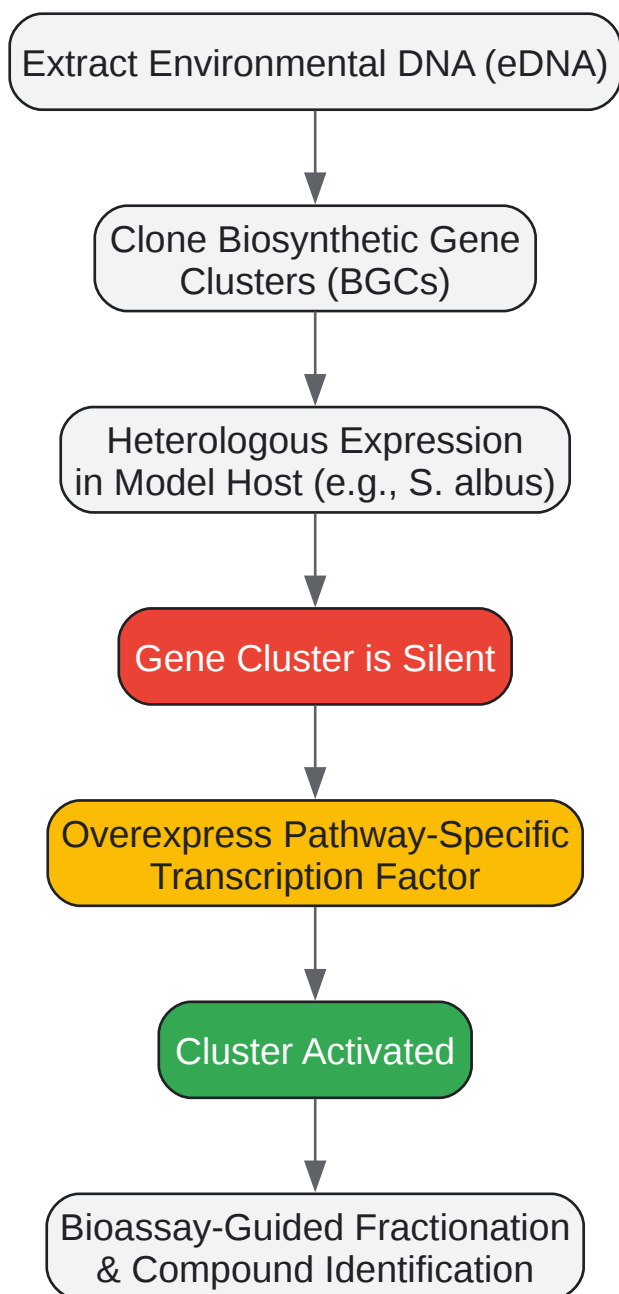 Extract Environmental DNA (eDNA)
Clone Biosynthetic Gene
Clusters (BGCs)
Heterologous Expression
in Model Host (e.g., S. albus)
Gene Cluster is Silent
Overexpress Pathway-Specific
Transcription Factor
Cluster Activated
Bioassay-Guided Fractionation
& Compound Identification